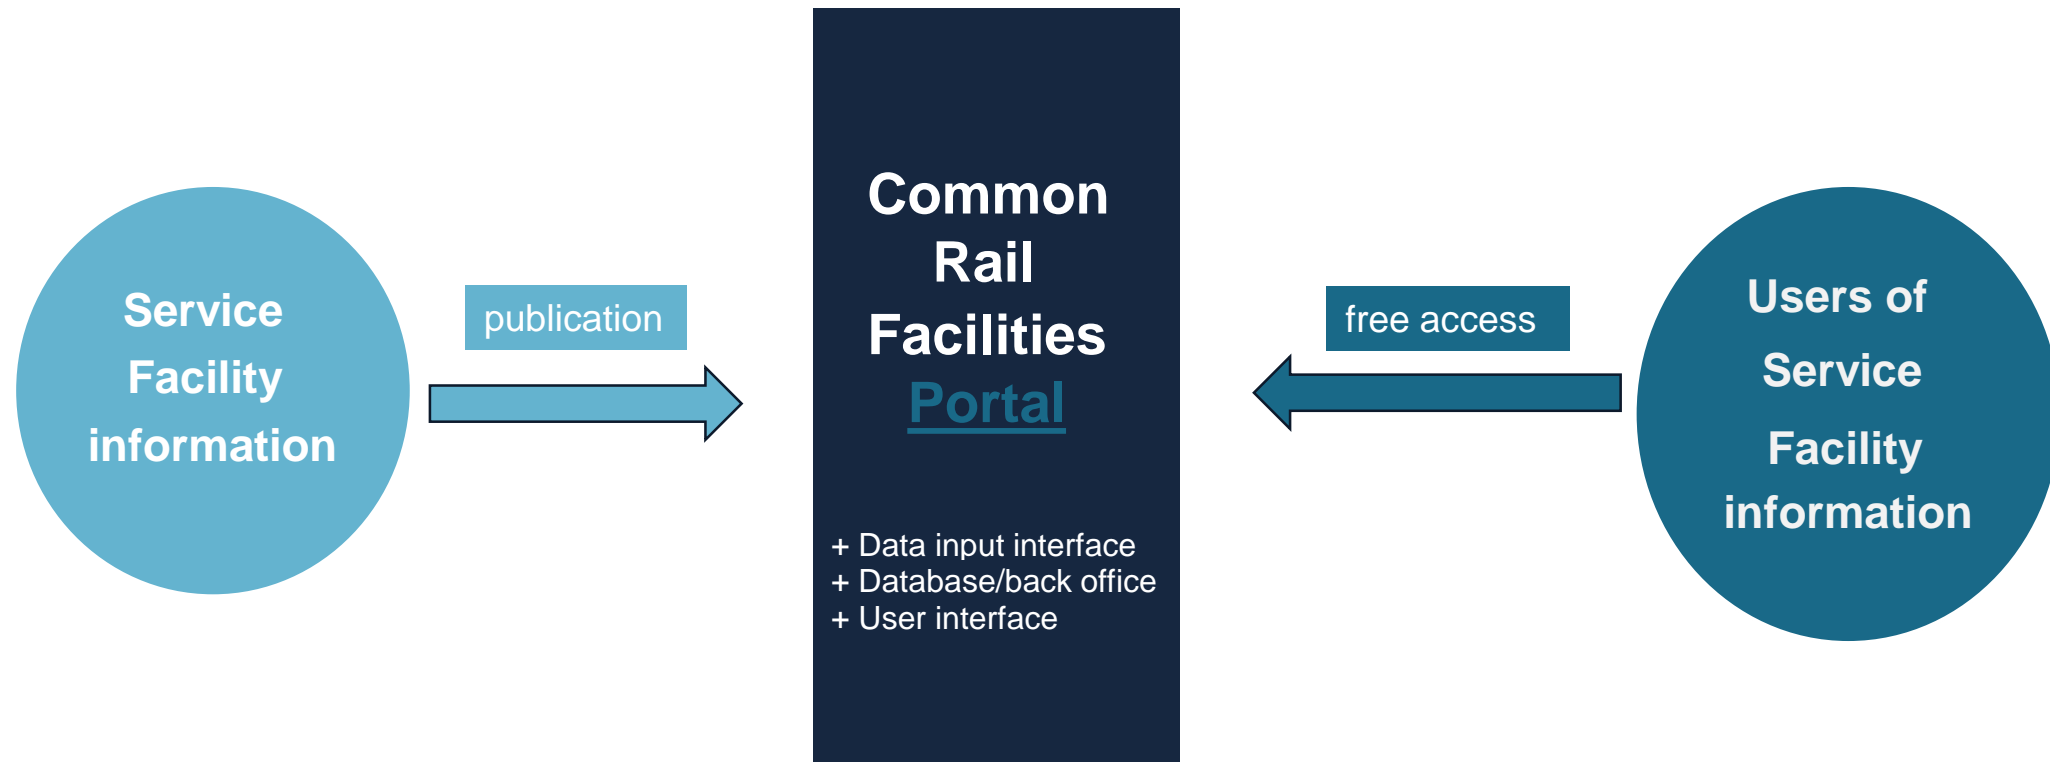 Service
Facility
information
publication
Common
Rail
Facilities
Portal
+ Data input interface
+ Database/back office
+ User interface
free access
Users of
Service
Facility
information